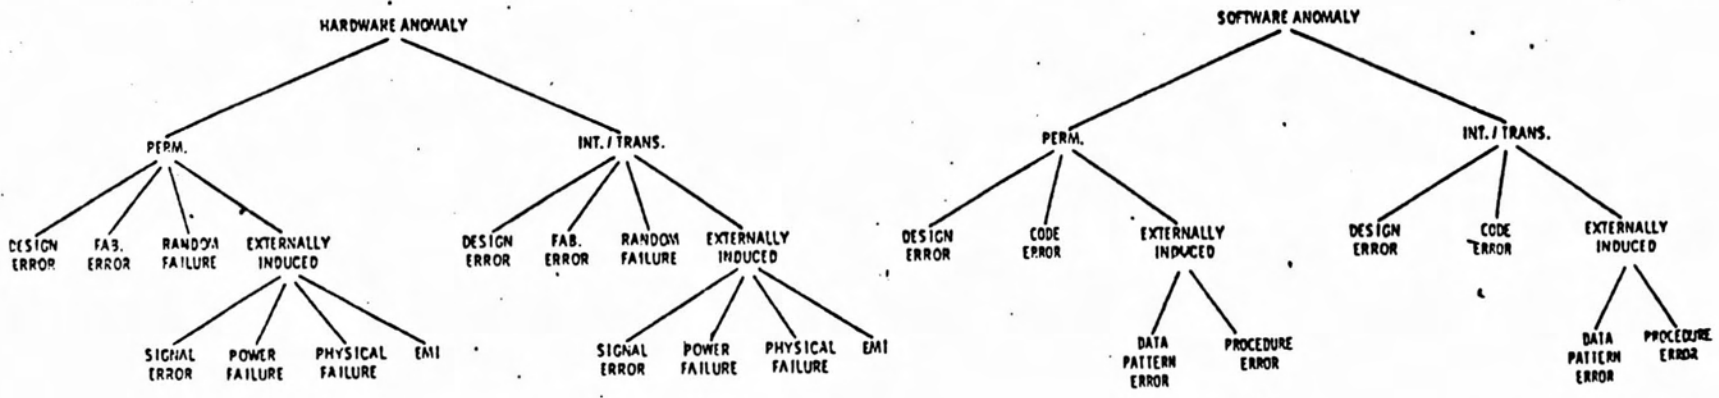 HARDWARE ANOMALY
SOFTWARE ANOMALY
PERM.
INT. / TRANS.
PERM.
INT. / TRANS.
DESIGN
ERROR
FAB.
ERROR
RANDOM
FAILURE
EXTERNALLY
INDUCED
DESIGN
ERROR
FAB.
ERROR
RANDOM
FAILURE
EXTERNALLY
INDUCED
DESIGN
ERROR
CODE
ERROR
EXTERNALLY
INDUCED
DESIGN
ERROR
CODE
ERROR
EXTERNALLY
INDUCED
SIGNAL
ERROR
POWER
FAILURE
PHYSICAL
FAILURE
EMI
SIGNAL
ERROR
POWER
FAILURE
PHYSICAL
FAILURE
EMI
DATA
PATTERN
ERROR
PROCEDURE
ERROR
DATA
PATTERN
ERROR
PROCEDURE
ERROR